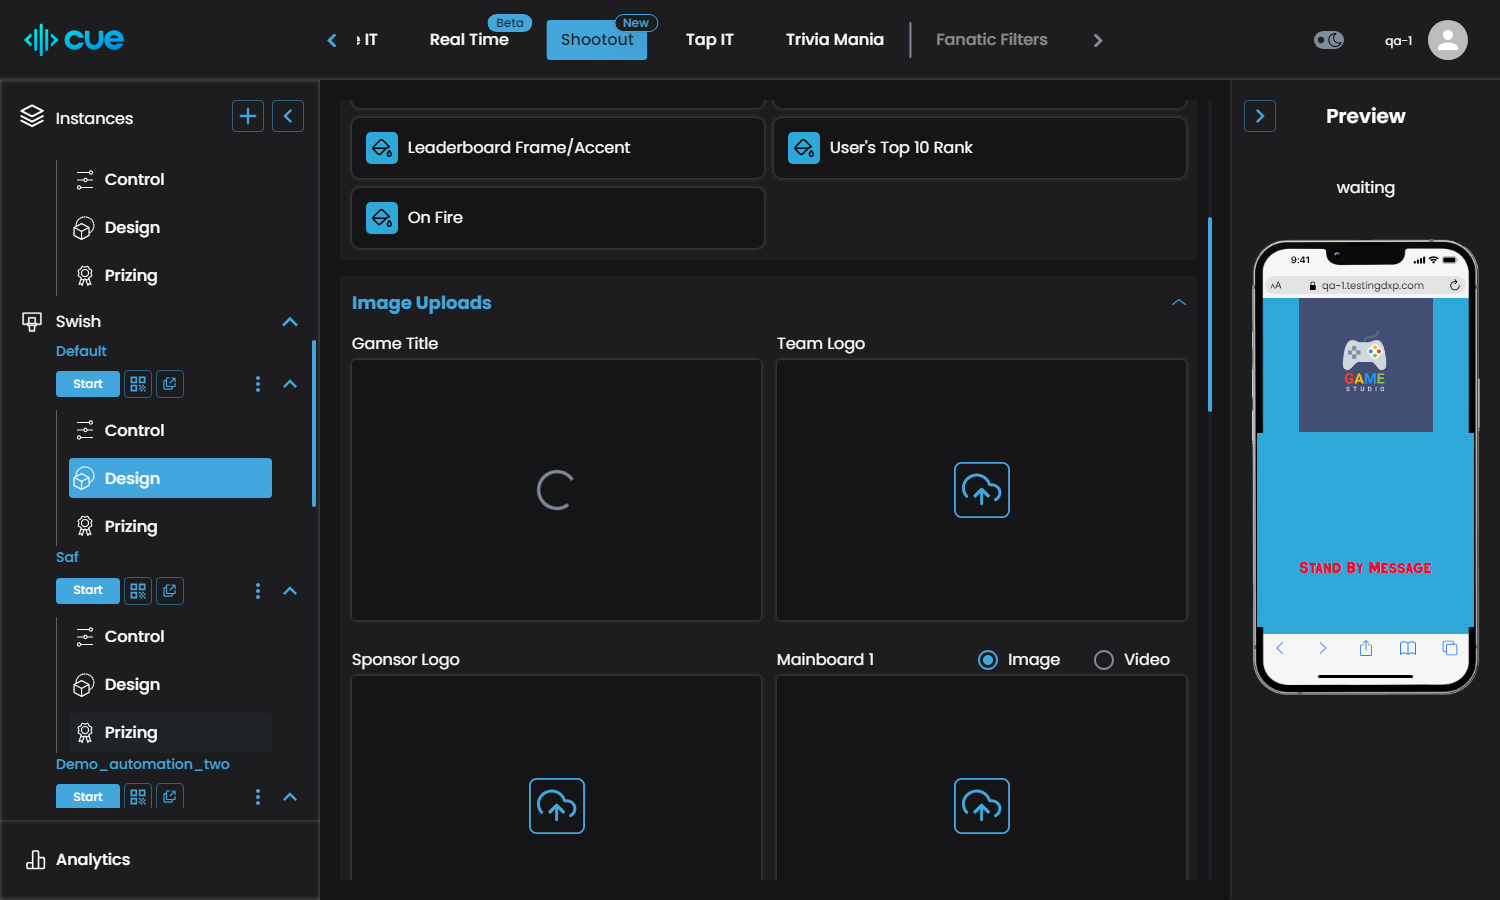 cue
IT
Real Time
Beta
Shootout
New
Tap IT
Trivia Mania
Fanatic Filters
qa-1
Instances
Control
Design
Prizing
Swish
Default
Start
Control
Design
Prizing
Saf
Start
Control
Design
Prizing
Demo_automation_two
Start
Analytics
Leaderboard Frame/Accent
User's Top 10 Rank
On Fire
Image Uploads
Game Title
Team Logo
Sponsor Logo
Mainboard 1
Image
Video
Preview
waiting
9:41
AA
qa-1.testingdxp.com
GAME
STUDIO
Stand By Message